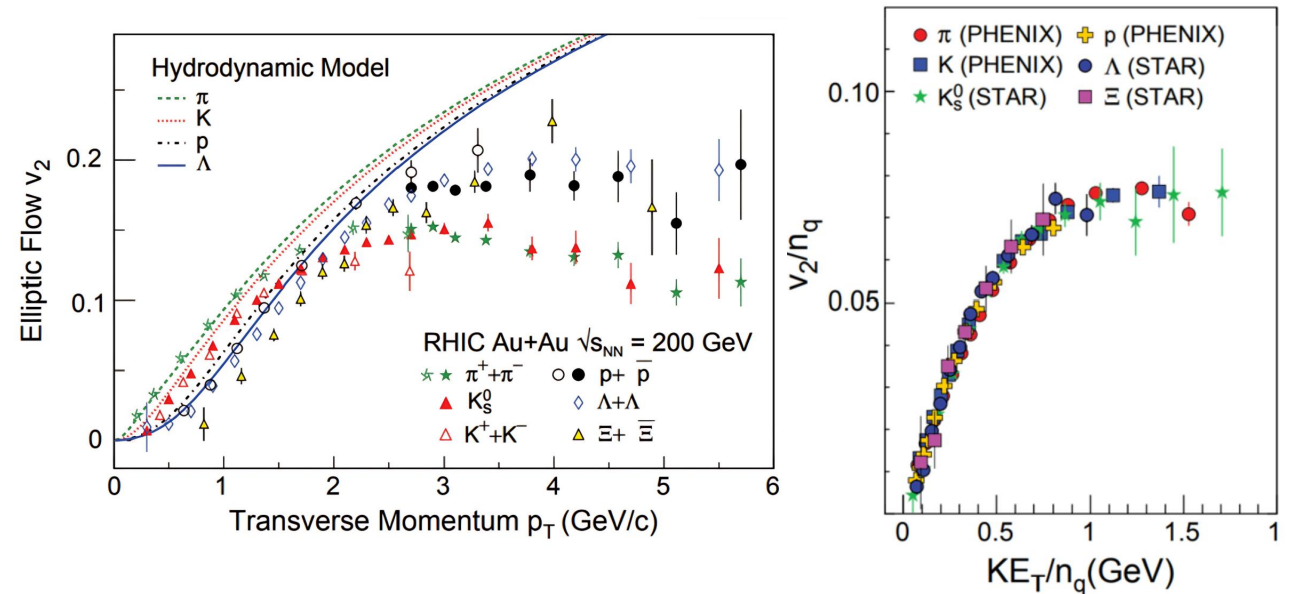 Hydrodynamic Model
π
K
p
Λ
0.2
0.1
0
Elliptic Flow v₂
RHIC Au+Au √sNN = 200 GeV
π⁺+π⁻
p+ p̅
K⁰s
Λ+Λ
K⁺+K⁻
Ξ+ Ξ̅
0 1 2 3 4 5 6
Transverse Momentum pT (GeV/c)
π (PHENIX) p (PHENIX)
K (PHENIX) Λ (STAR)
K⁰s (STAR) Ξ (STAR)
0.10
0.05
v₂/nq
0 0.5 1 1.5 1
KET/nq(GeV)